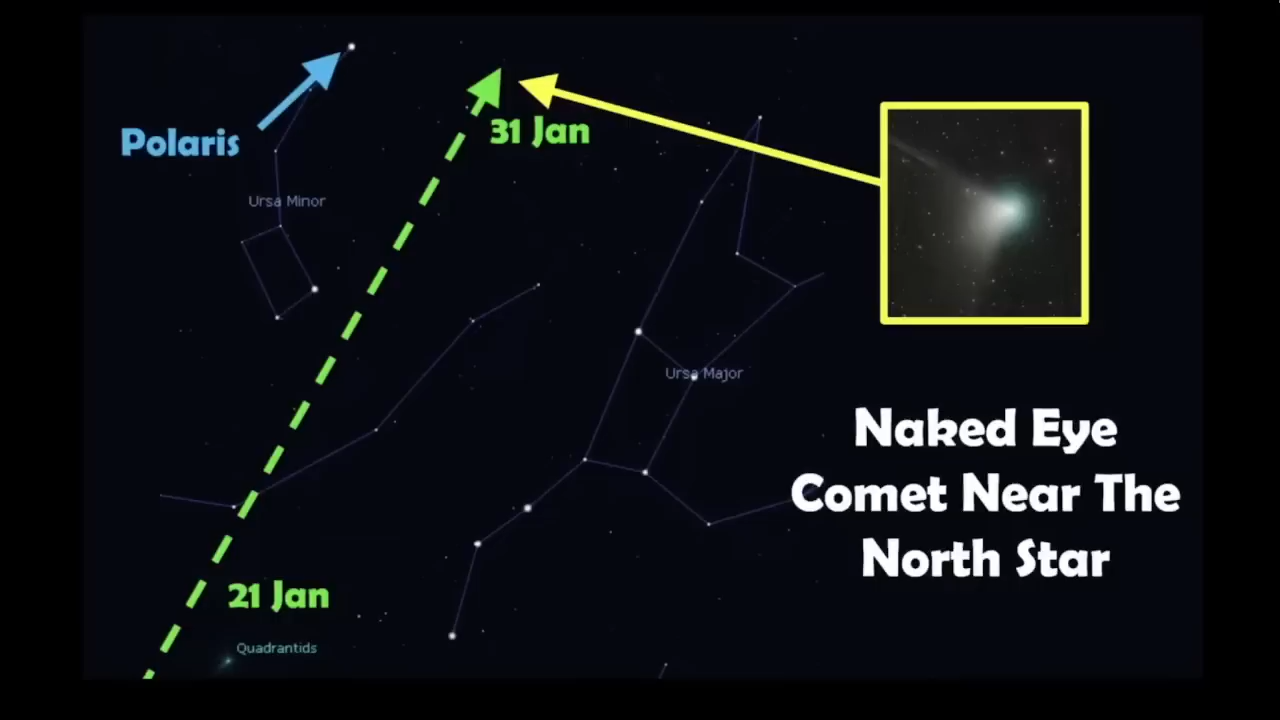 Polaris
31 Jan
Ursa Minor
Ursa Major
Naked Eye
Comet Near The
North Star
21 Jan
Quadrantids